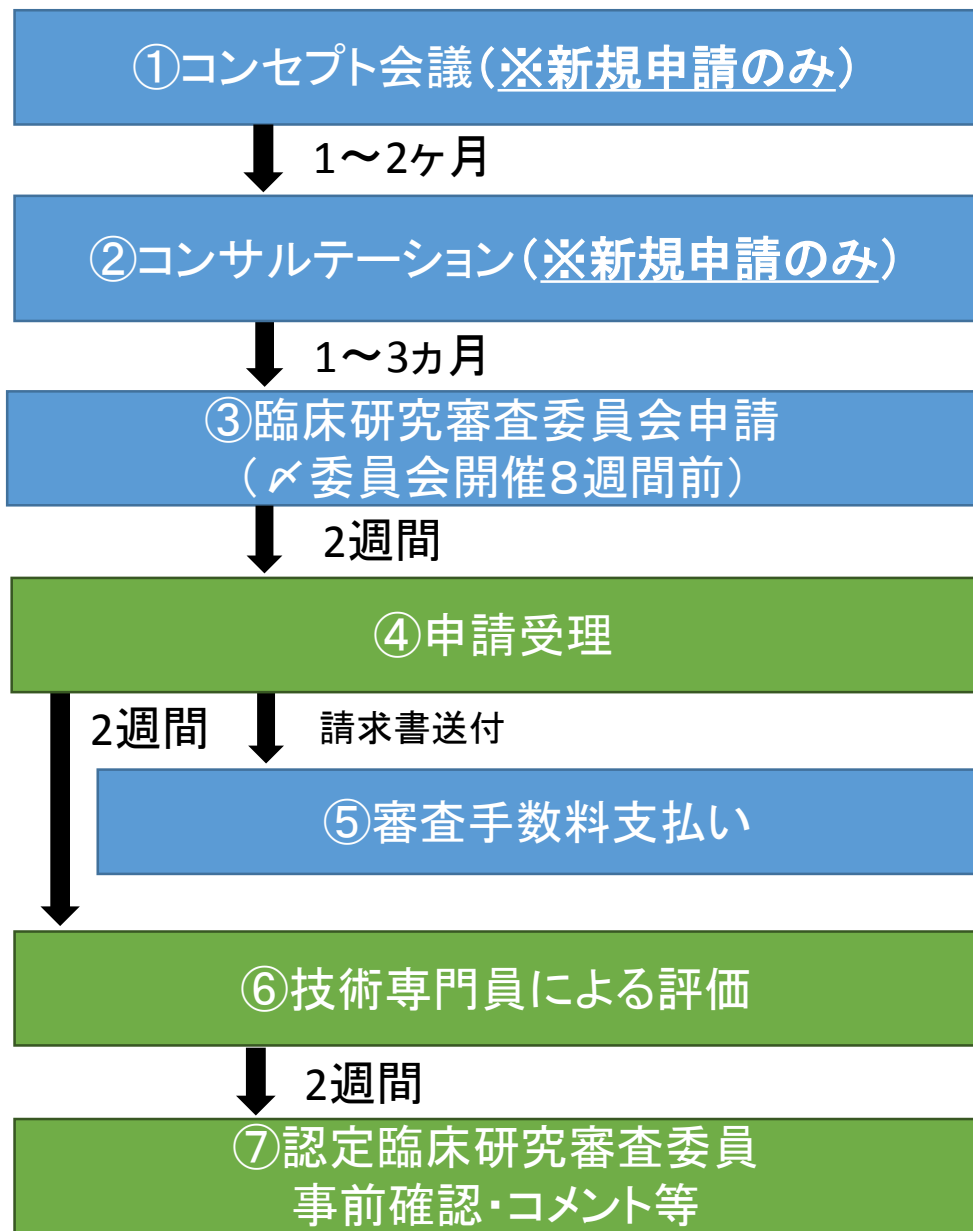 ①コンセプト会議(※新規申請のみ)
1～2ヶ月
②コンサルテーション(※新規申請のみ)
1～3カ月
③臨床研究審査委員会申請
(〆委員会開催８週間前)
2週間
④申請受理
2週間
請求書送付
⑤審査手数料支払い
⑥技術専門員による評価
2週間
⑦認定臨床研究審査委員
事前確認・コメント等